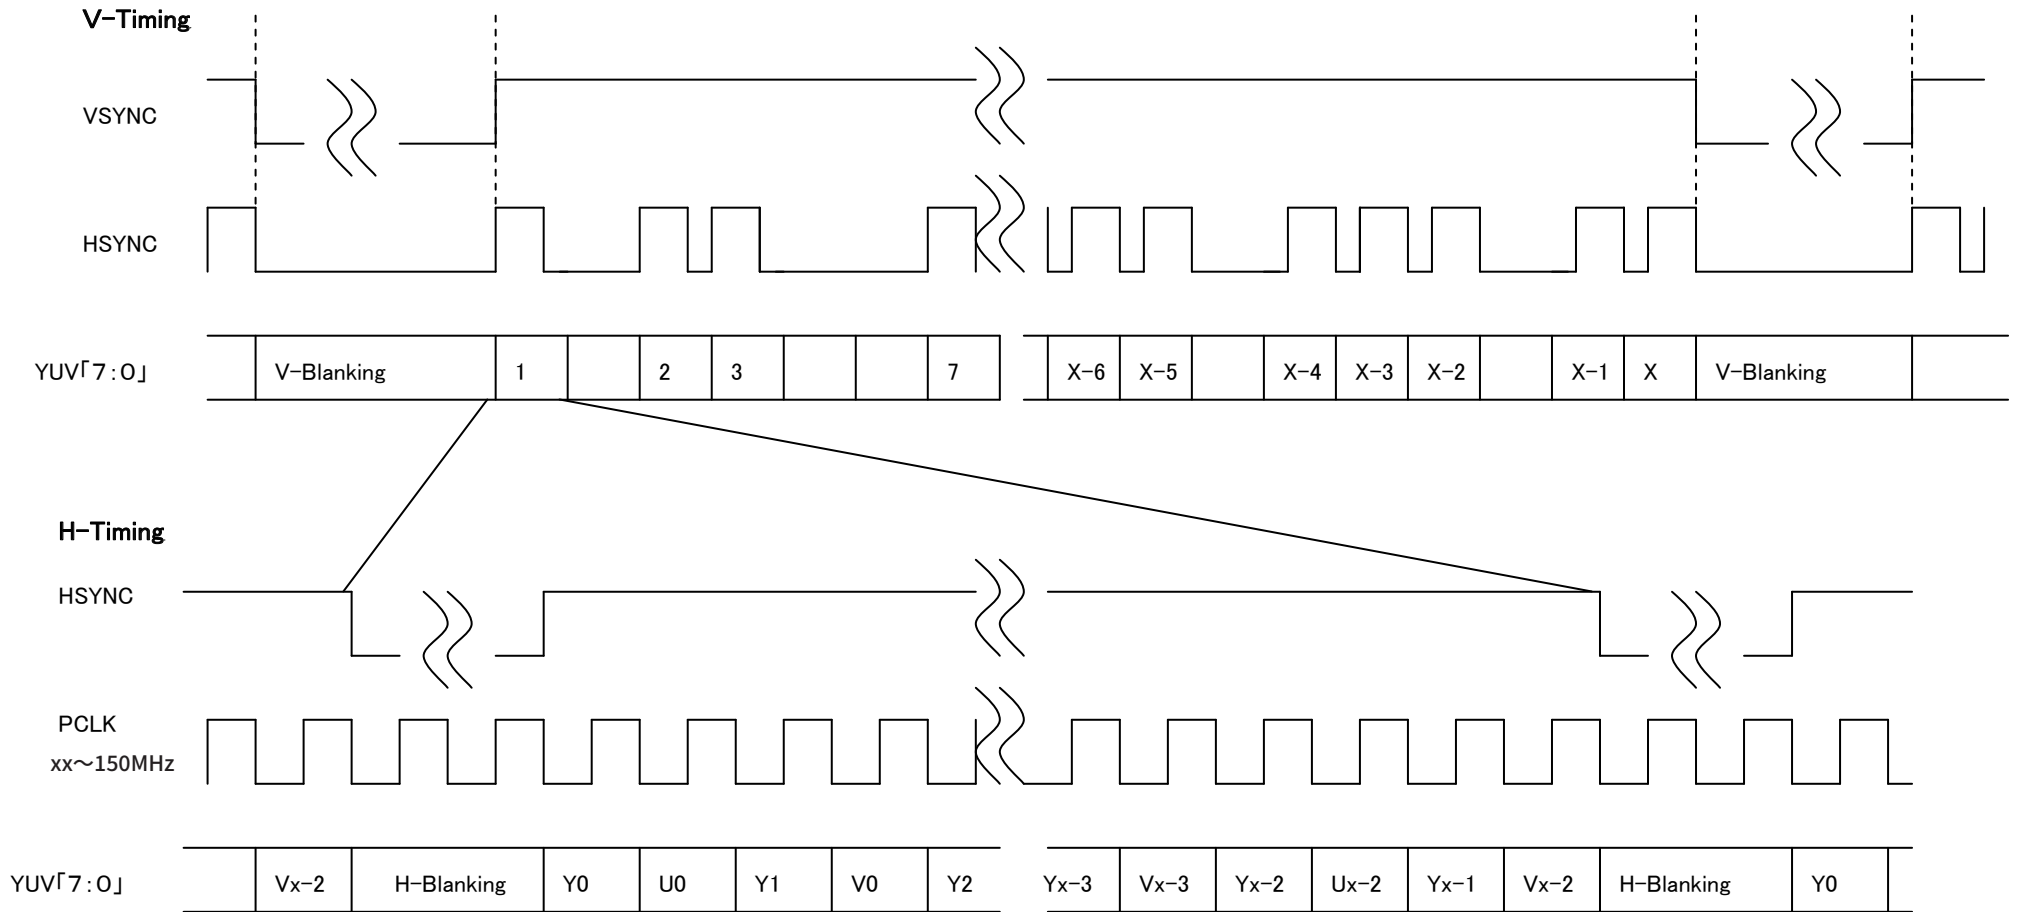 V-Timing
VSYNC
HSYNC
YUV「7:0」 V-Blanking 1 2 3 7 X-6 X-5 X-4 X-3 X-2 X-1 X V-Blanking
H-Timing
HSYNC
PCLK
xx～150MHz
YUV「7:0」 Vx-2 H-Blanking Y0 U0 Y1 V0 Y2 Yx-3 Vx-3 Yx-2 Ux-2 Yx-1 Vx-2 H-Blanking Y0